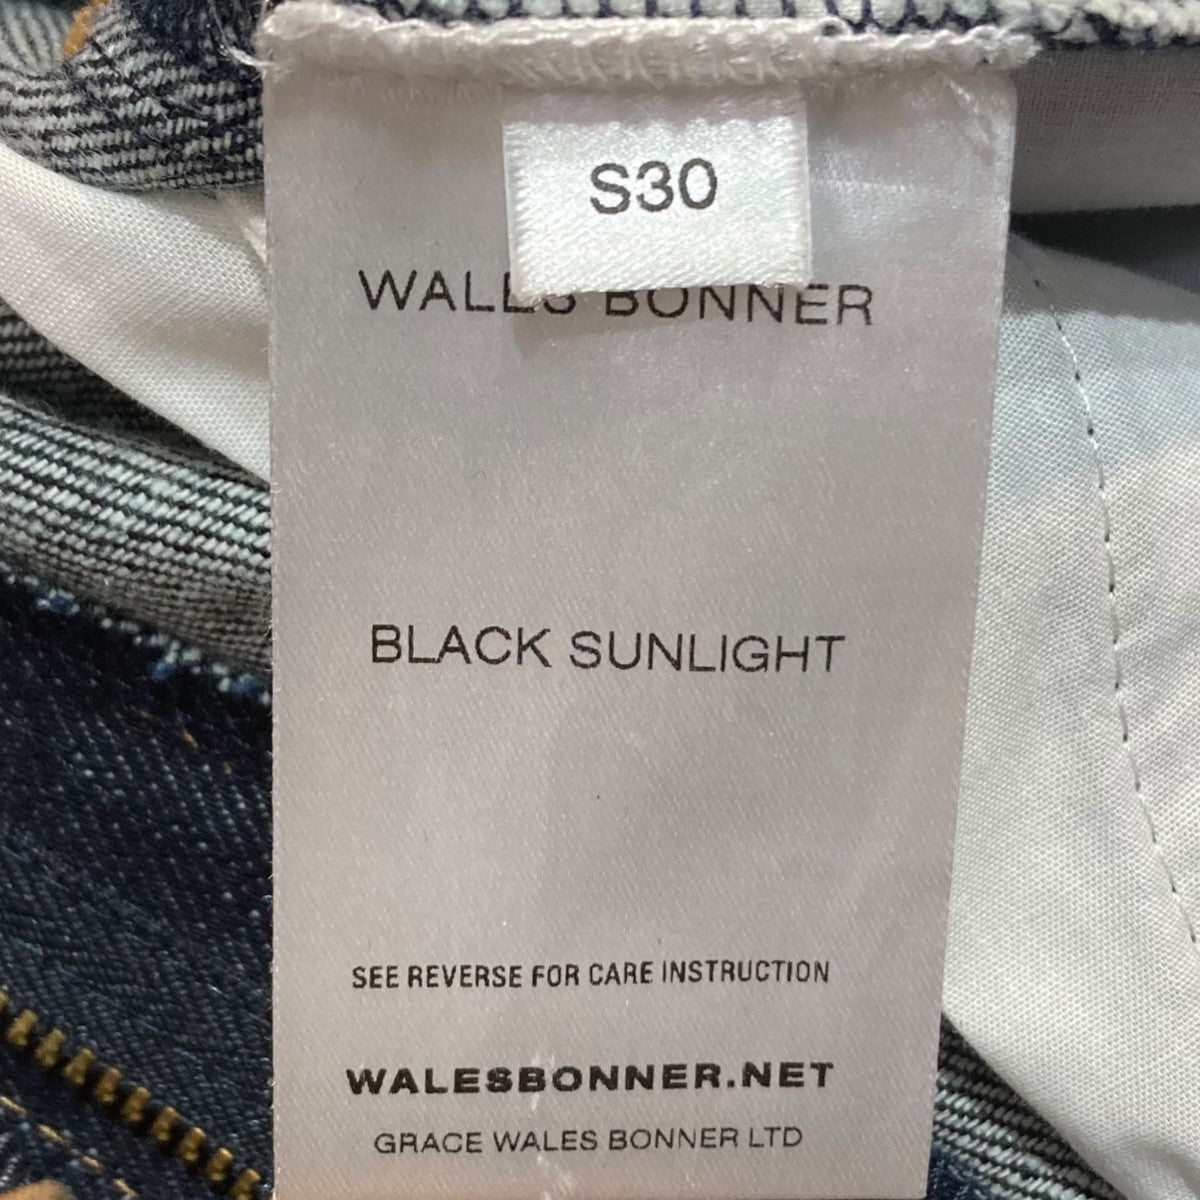 S30
WALES BONNER
BLACK SUNLIGHT
SEE REVERSE FOR CARE INSTRUCTION
WALESBONNER.NET
GRACE WALES BONNER LTD